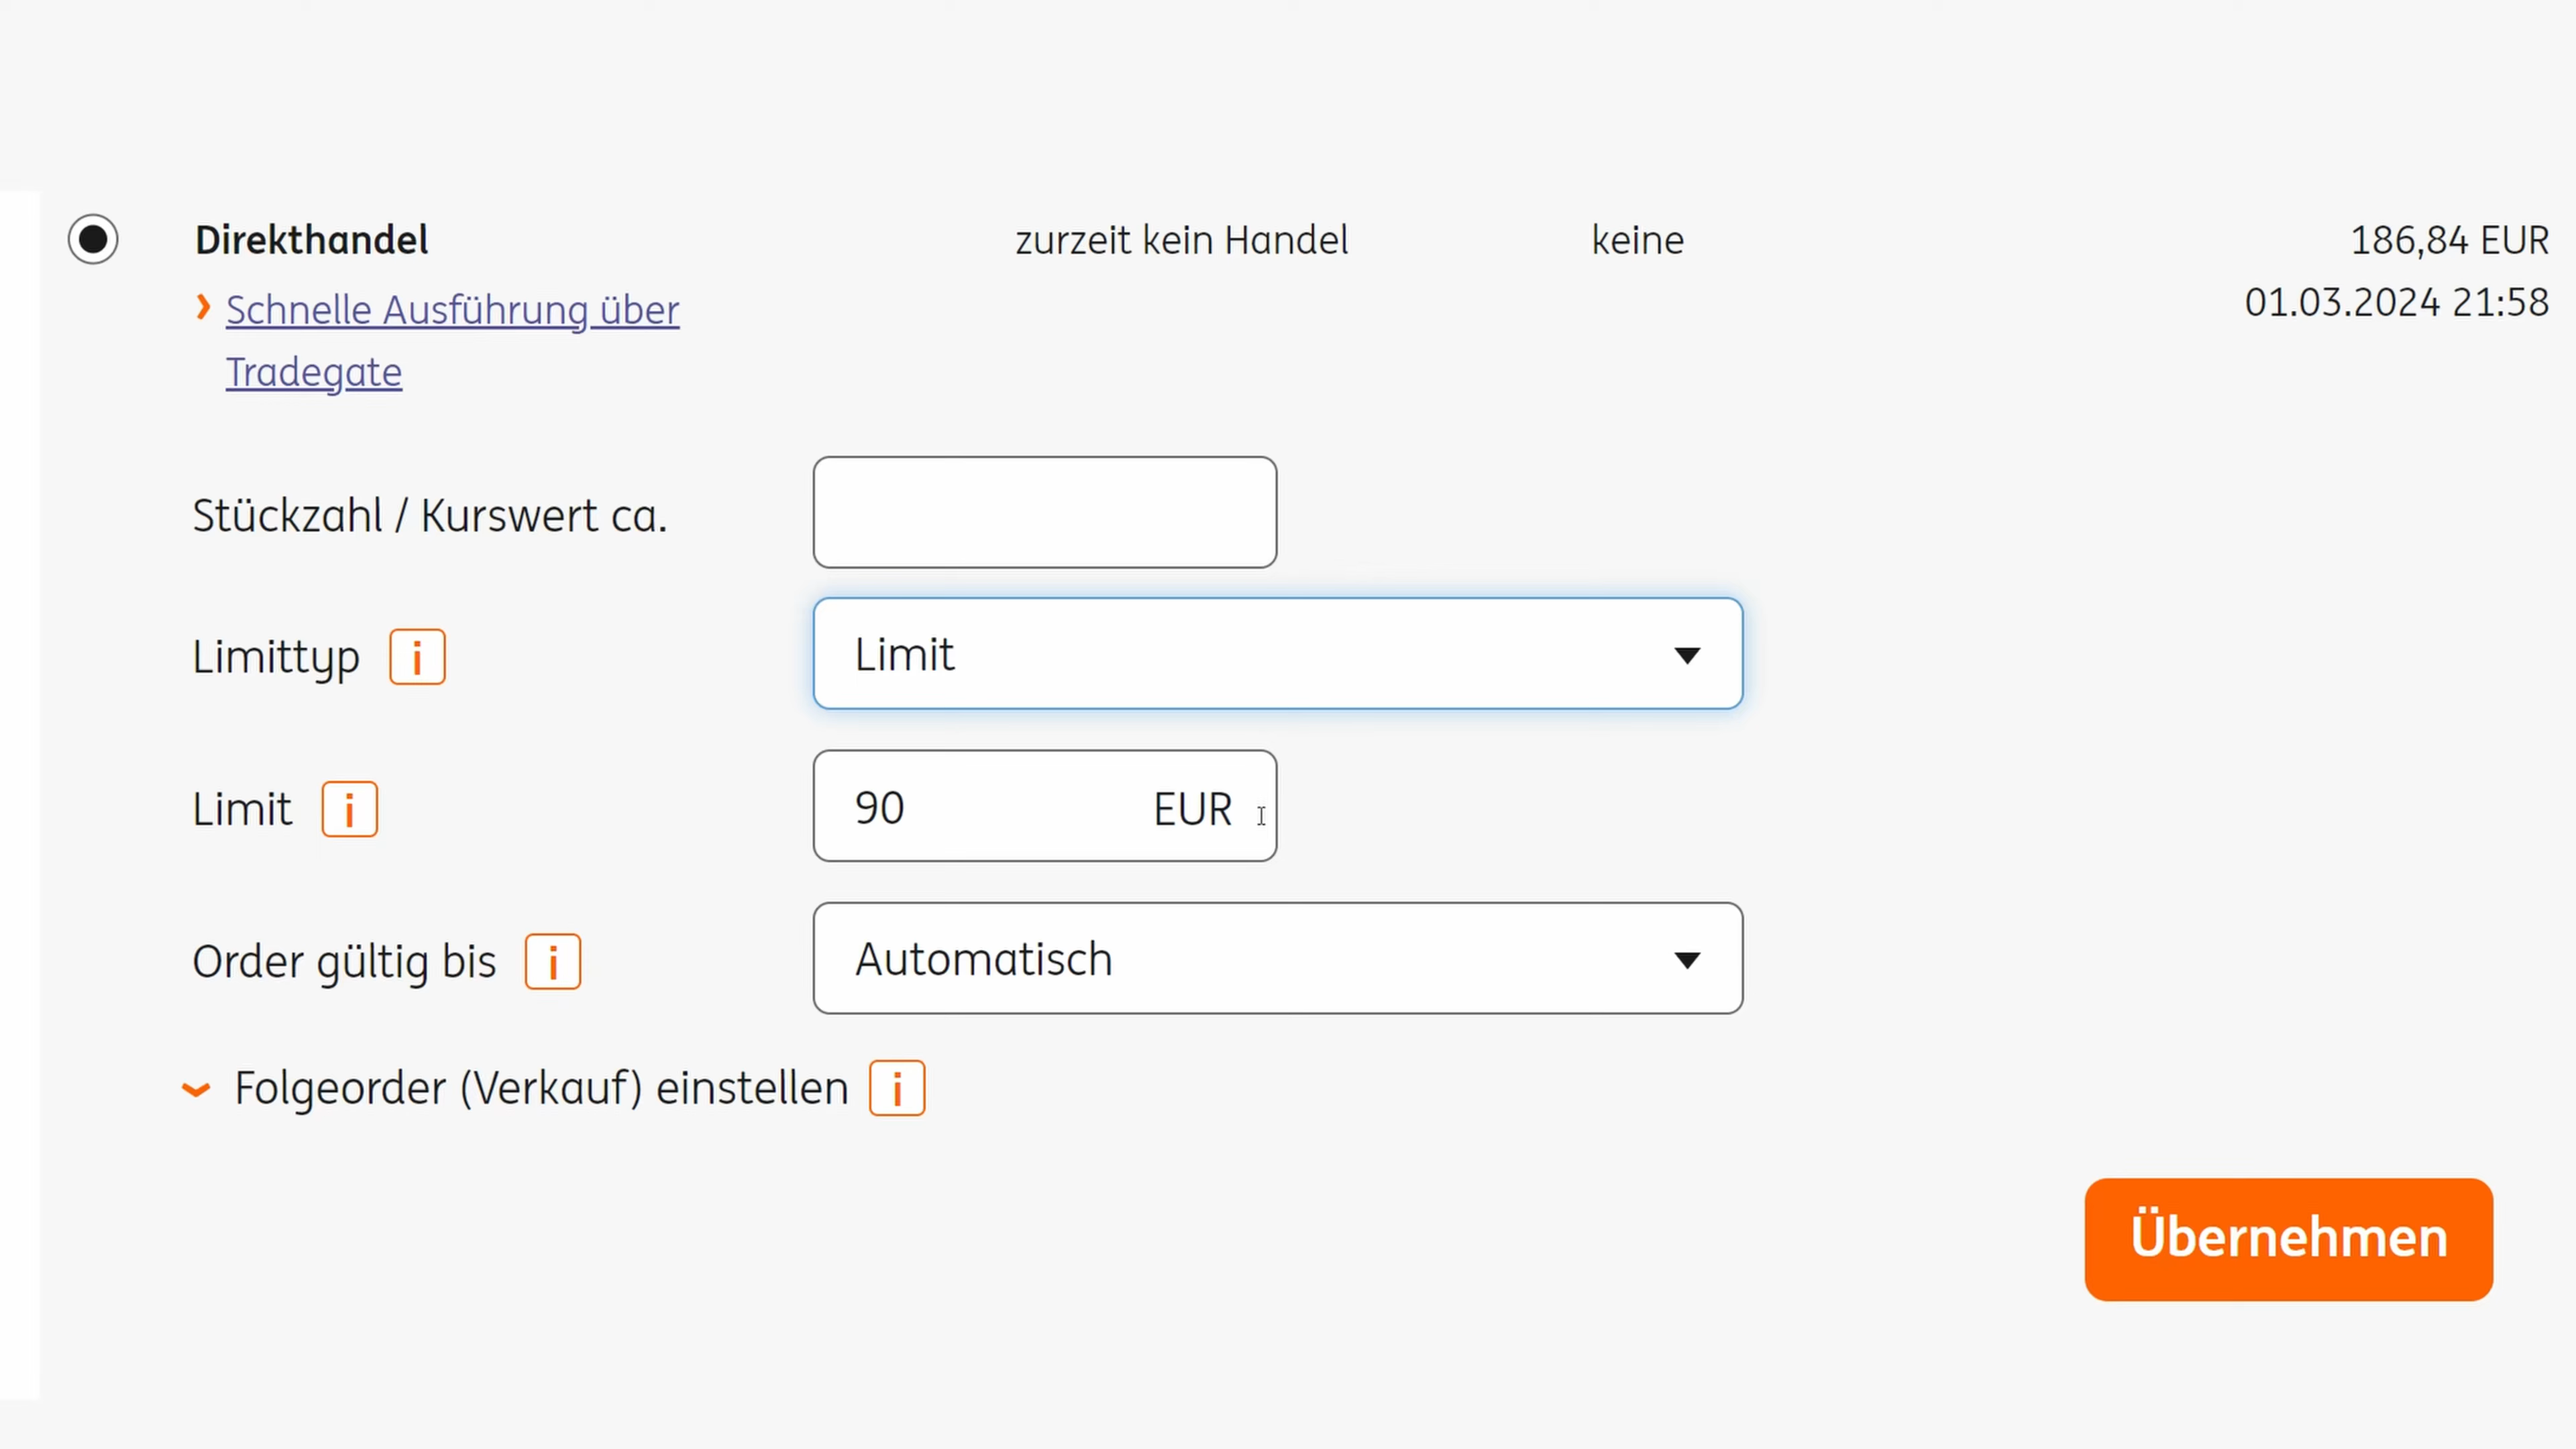 Direkthandel zurzeit kein Handel keine 186,84 EUR
Schnelle Ausführung über 01.03.2024 21:58
Tradegate
Stückzahl / Kurswert ca.
Limittyp i Limit
Limit i 90 EUR
Order gültig bis i Automatisch
Folgeorder (Verkauf) einstellen i
Übernehmen